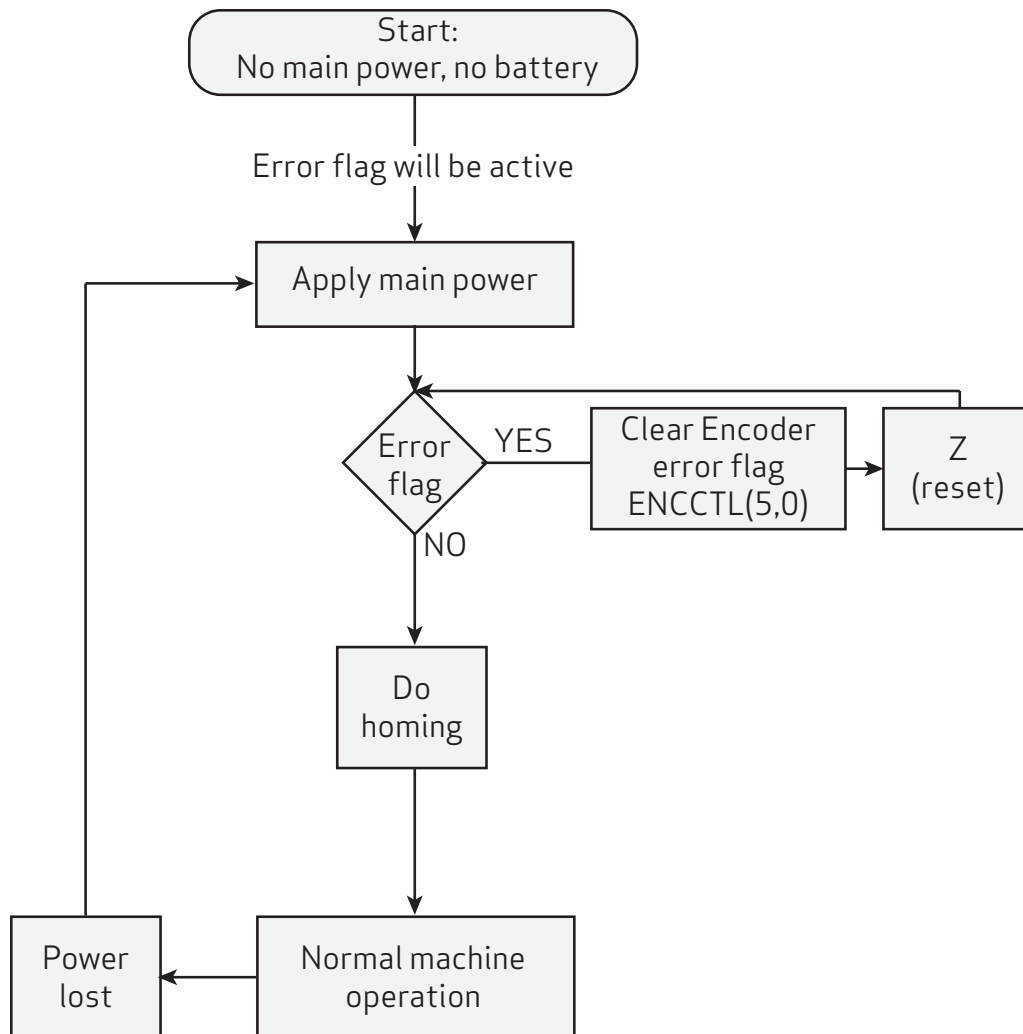 Start:
No main power, no battery
Error flag will be active
Apply main power
Error
flag
YES
Clear Encoder
error flag
ENCCTL(5,0)
Z
(reset)
NO
Do
homing
Power
lost
Normal machine
operation